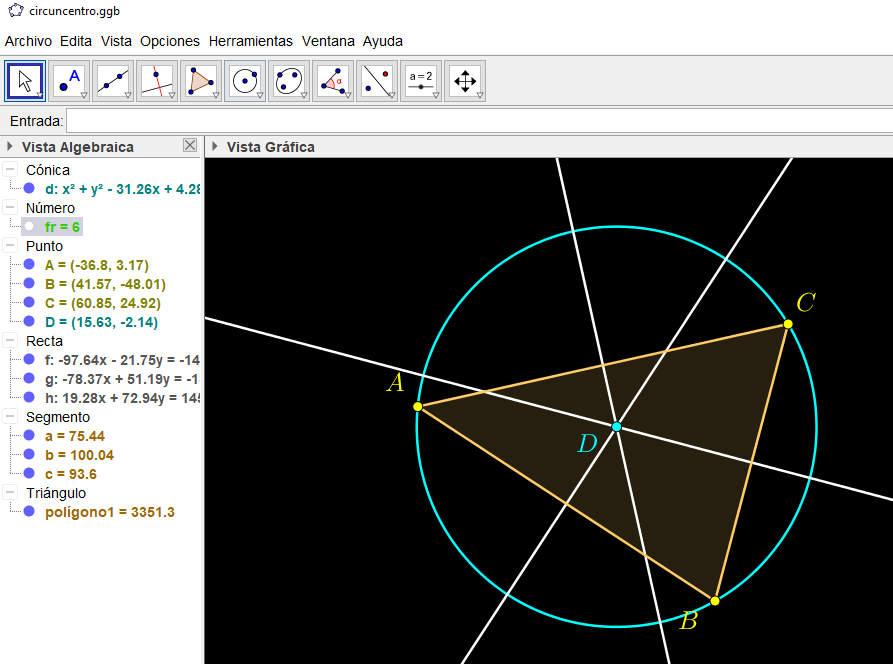 circuncentro.ggb
Archivo Edita Vista Opciones Herramientas Ventana Ayuda
A α a=2
Entrada:
Vista Algebraica
Vista Gráfica
Cónica
d: x² + y² - 31.26x + 4.28
Número
fr = 6
Punto
A = (-36.8, 3.17)
B = (41.57, -48.01)
C = (60.85, 24.92)
D = (15.63, -2.14)
Recta
f: -97.64x - 21.75y = -14
g: -78.37x + 51.19y = -1
h: 19.28x + 72.94y = 145
Segmento
a = 75.44
b = 100.04
c = 93.6
Triángulo
polígono1 = 3351.3
C
A
D
B